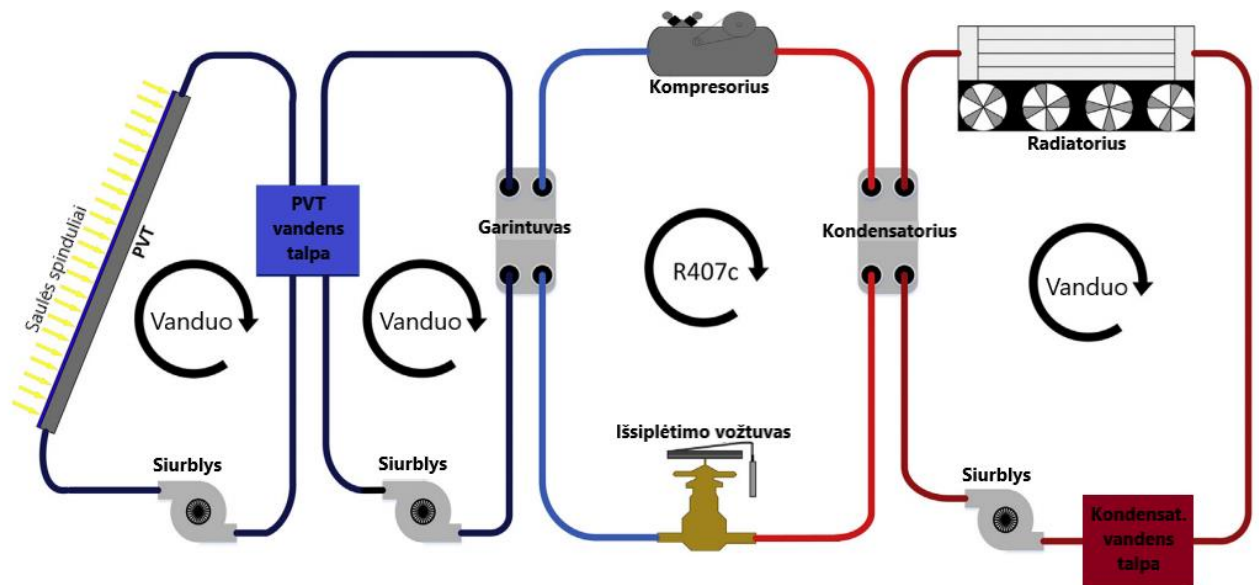 Kompresorius
Radiatorius
Saulės spinduliai
PVT
PVT
vandens
talpa
Garintuvas
Kondensatorius
Vanduo
Vanduo
R407c
Vanduo
Išsiplėtimo vožtuvas
Siurblys
Siurblys
Siurblys
Kondensat.
vandens
talpa